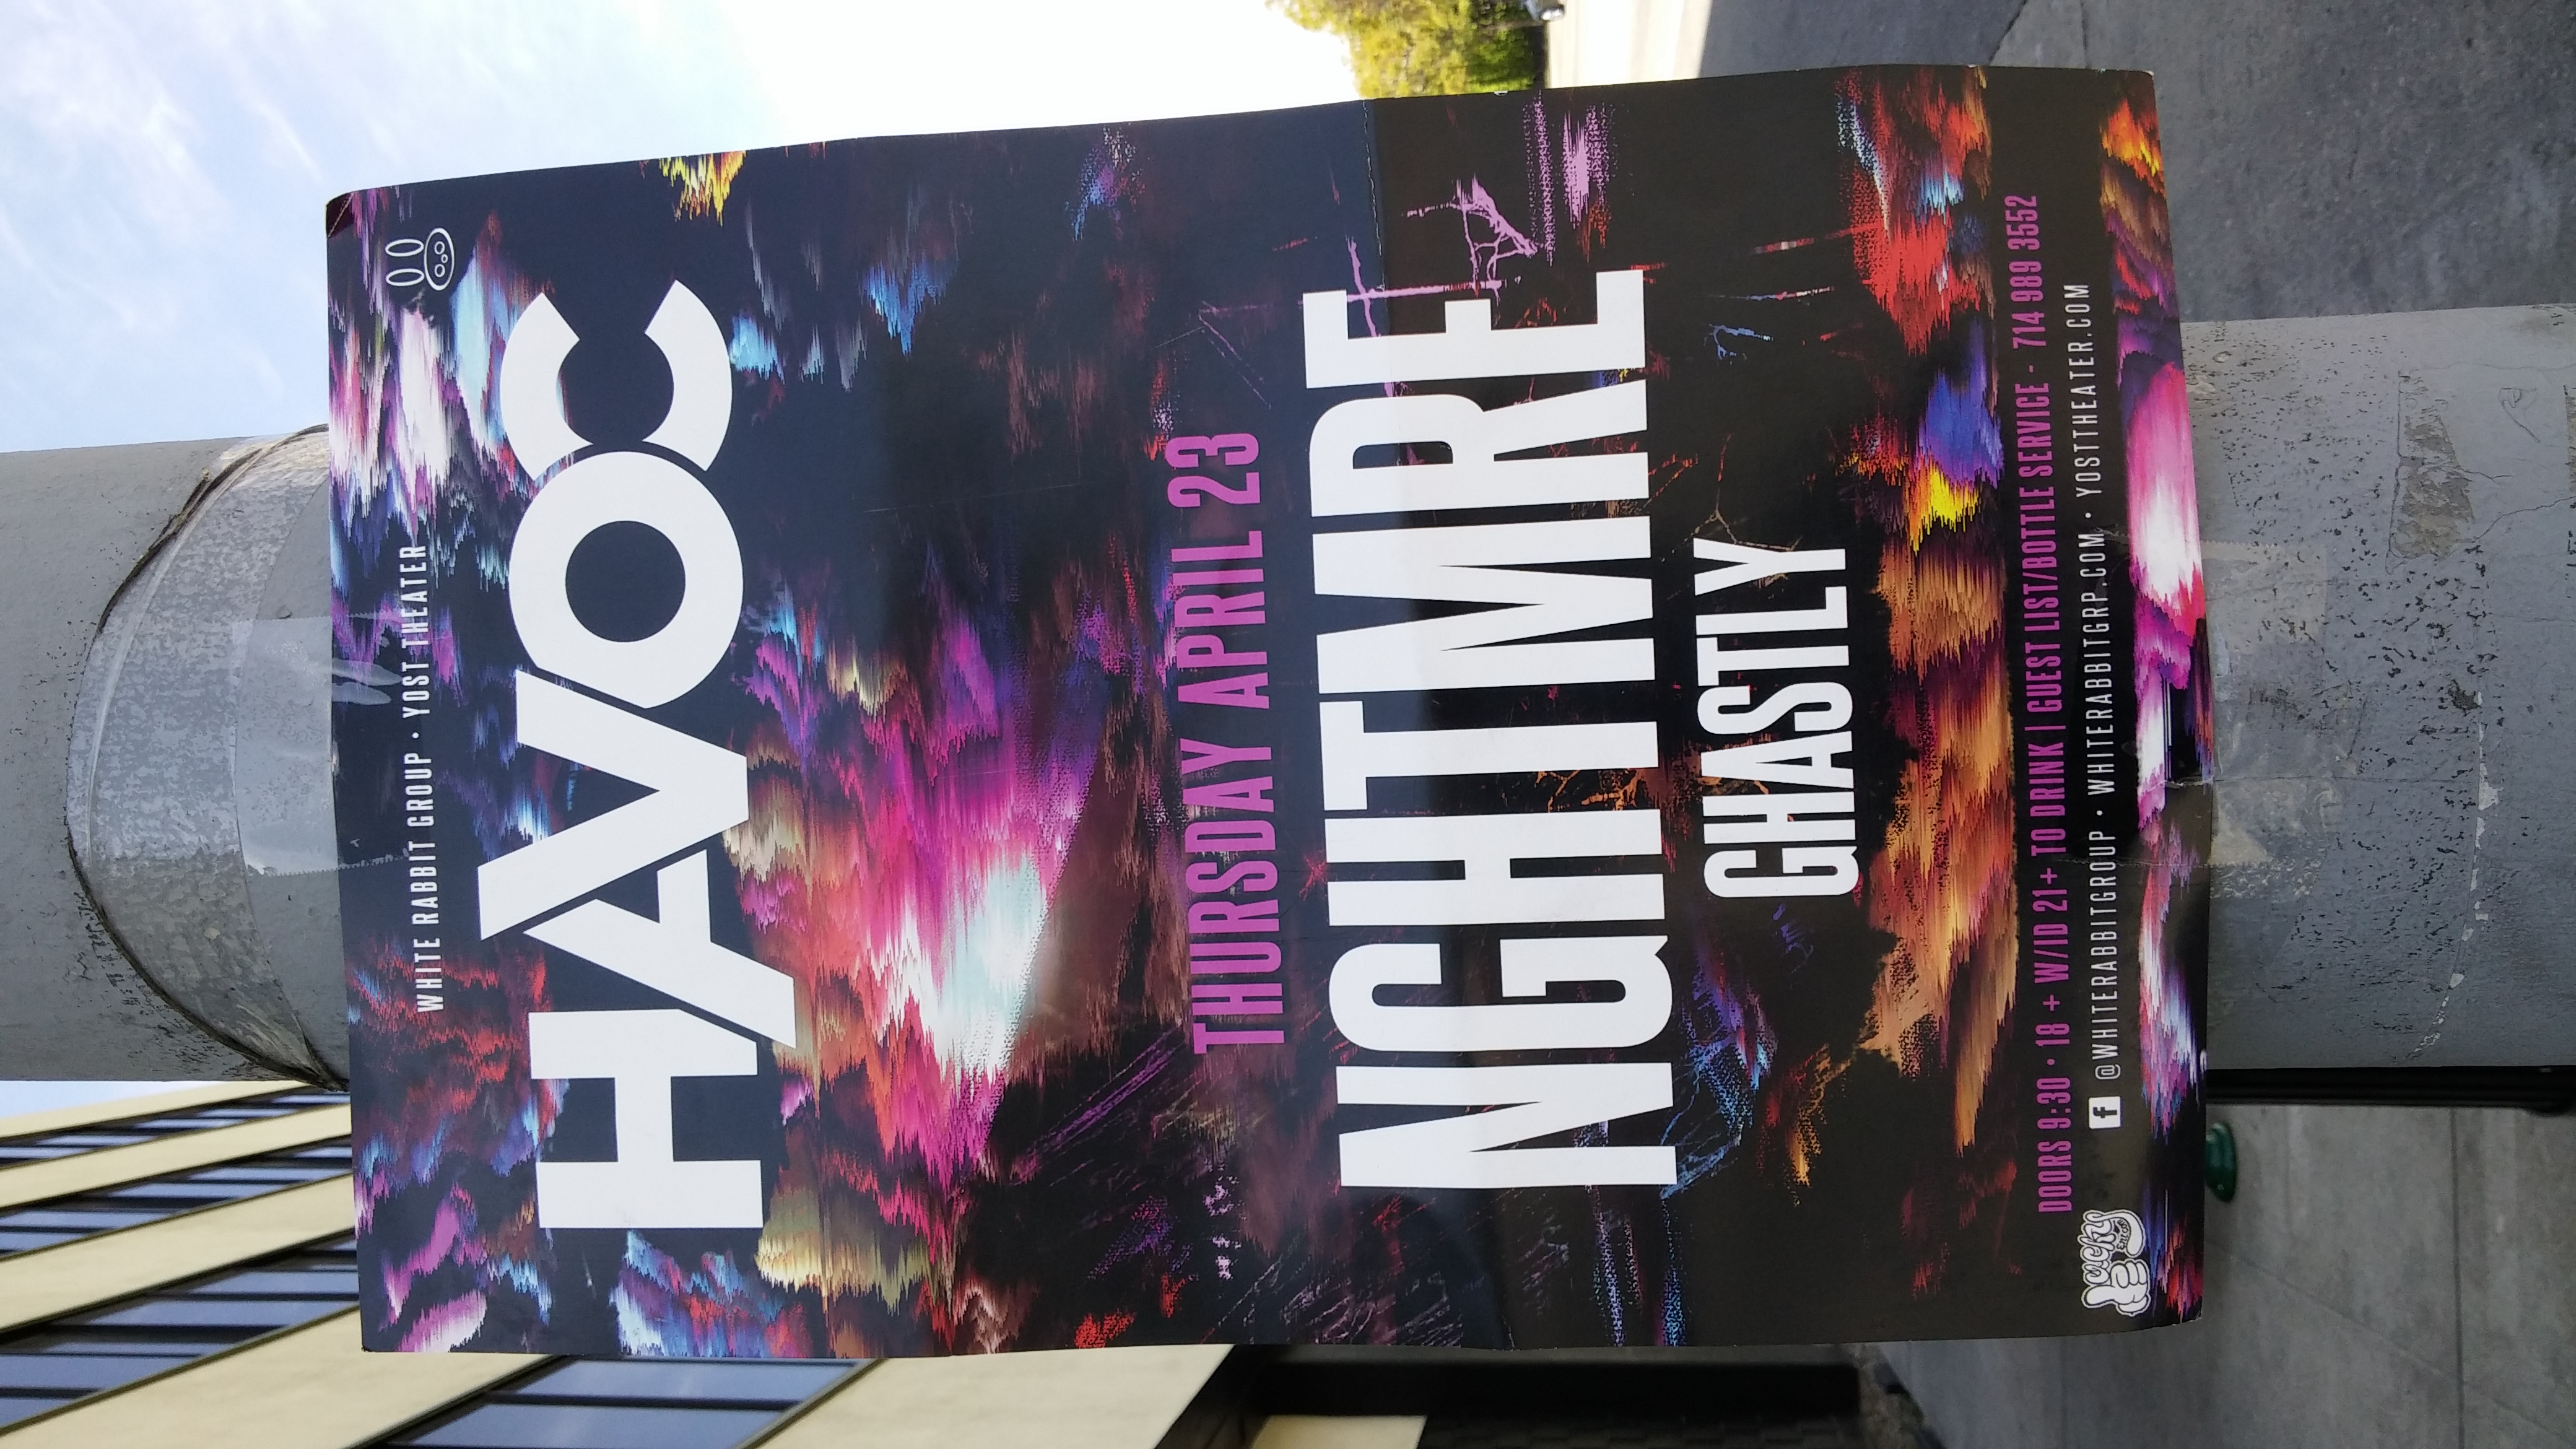 WHITE RABBIT GROUP • YOST THEATER
HAVOC
THURSDAY APRIL 23
NGHTMRE
GHASTLY
DOORS 9:30 • 18 + W/ID 21+ TO DRINK | GUEST LIST/BOTTLE SERVICE - 714 989 3552
f @WHITERABBITGROUP • WHITERABBITGRP.COM • YOSTTHEATER.COM
Lucky